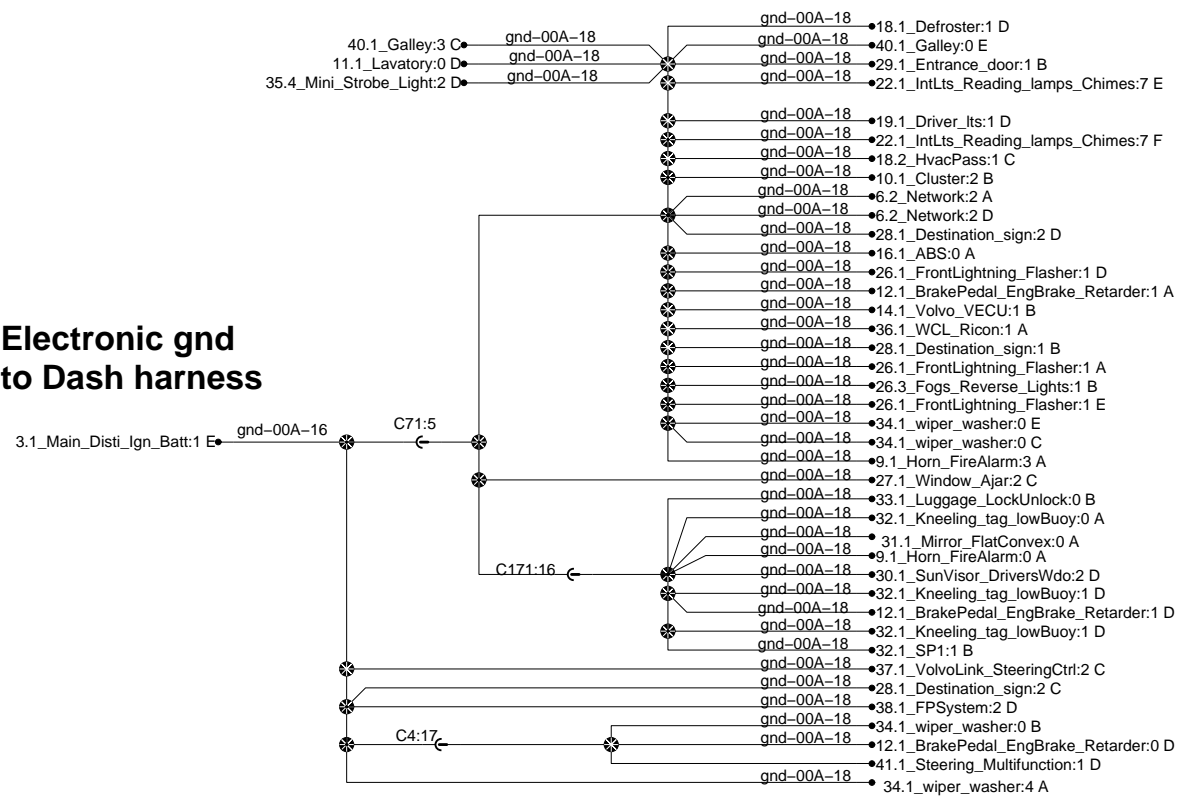 gnd–00A–18
18.1_Defroster:1 D
40.1_Galley:3 C
gnd–00A–18
gnd–00A–18
40.1_Galley:0 E
11.1_Lavatory:0 D
gnd–00A–18
gnd–00A–18
29.1_Entrance_door:1 B
35.4_Mini_Strobe_Light:2 D
gnd–00A–18
gnd–00A–18
22.1_IntLts_Reading_lamps_Chimes:7 E
gnd–00A–18
19.1_Driver_lts:1 D
gnd–00A–18
22.1_IntLts_Reading_lamps_Chimes:7 F
gnd–00A–18
18.2_HvacPass:1 C
gnd–00A–18
10.1_Cluster:2 B
gnd–00A–18
6.2_Network:2 A
gnd–00A–18
6.2_Network:2 D
gnd–00A–18
28.1_Destination_sign:2 D
gnd–00A–18
16.1_ABS:0 A
gnd–00A–18
26.1_FrontLightning_Flasher:1 D
gnd–00A–18
12.1_BrakePedal_EngBrake_Retarder:1 A
gnd–00A–18
14.1_Volvo_VECU:1 B
gnd–00A–18
36.1_WCL_Ricon:1 A
gnd–00A–18
28.1_Destination_sign:1 B
gnd–00A–18
26.1_FrontLightning_Flasher:1 A
gnd–00A–18
26.3_Fogs_Reverse_Lights:1 B
gnd–00A–18
26.1_FrontLightning_Flasher:1 E
gnd–00A–18
34.1_wiper_washer:0 E
gnd–00A–18
34.1_wiper_washer:0 C
gnd–00A–18
9.1_Horn_FireAlarm:3 A
Electronic gnd
to Dash harness
3.1_Main_Disti_Ign_Batt:1 E
gnd–00A–16
C71:5
gnd–00A–18
27.1_Window_Ajar:2 C
gnd–00A–18
33.1_Luggage_LockUnlock:0 B
gnd–00A–18
32.1_Kneeling_tag_lowBuoy:0 A
gnd–00A–18
31.1_Mirror_FlatConvex:0 A
gnd–00A–18
9.1_Horn_FireAlarm:0 A
C171:16
gnd–00A–18
30.1_SunVisor_DriversWdo:2 D
gnd–00A–18
32.1_Kneeling_tag_lowBuoy:1 D
gnd–00A–18
12.1_BrakePedal_EngBrake_Retarder:1 D
gnd–00A–18
32.1_Kneeling_tag_lowBuoy:1 D
gnd–00A–18
32.1_SP1:1 B
gnd–00A–18
37.1_VolvoLink_SteeringCtrl:2 C
gnd–00A–18
28.1_Destination_sign:2 C
gnd–00A–18
38.1_FPSystem:2 D
gnd–00A–18
34.1_wiper_washer:0 B
C4:17
gnd–00A–18
12.1_BrakePedal_EngBrake_Retarder:0 D
41.1_Steering_Multifunction:1 D
gnd–00A–18
34.1_wiper_washer:4 A